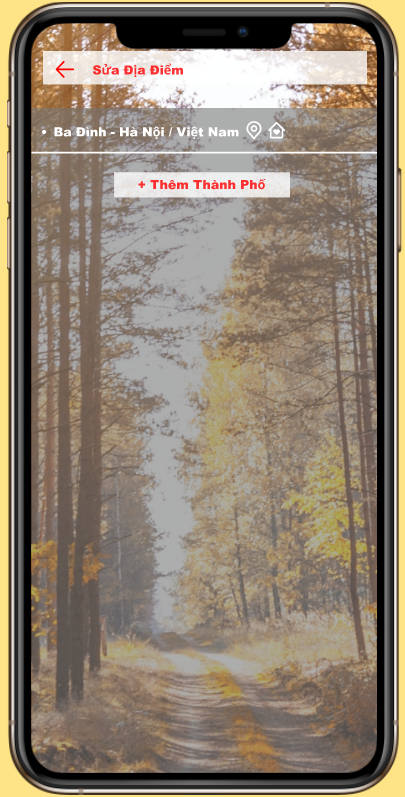 Sửa Địa Điểm
• Ba Đình - Hà Nội / Việt Nam
+ Thêm Thành Phố